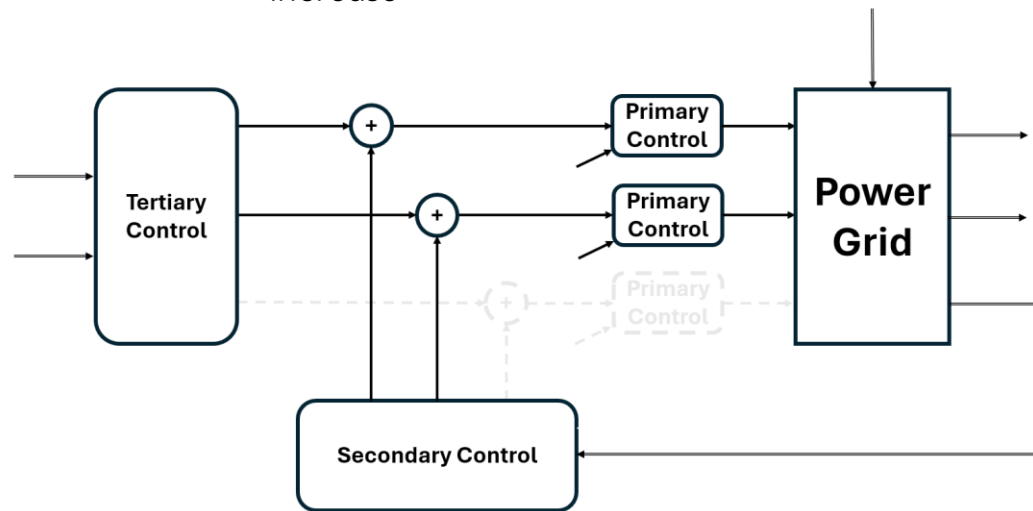 Primary
Control
+
Tertiary
Control
Primary
Control
+
Power
Grid
Primary
Control
+
Secondary Control